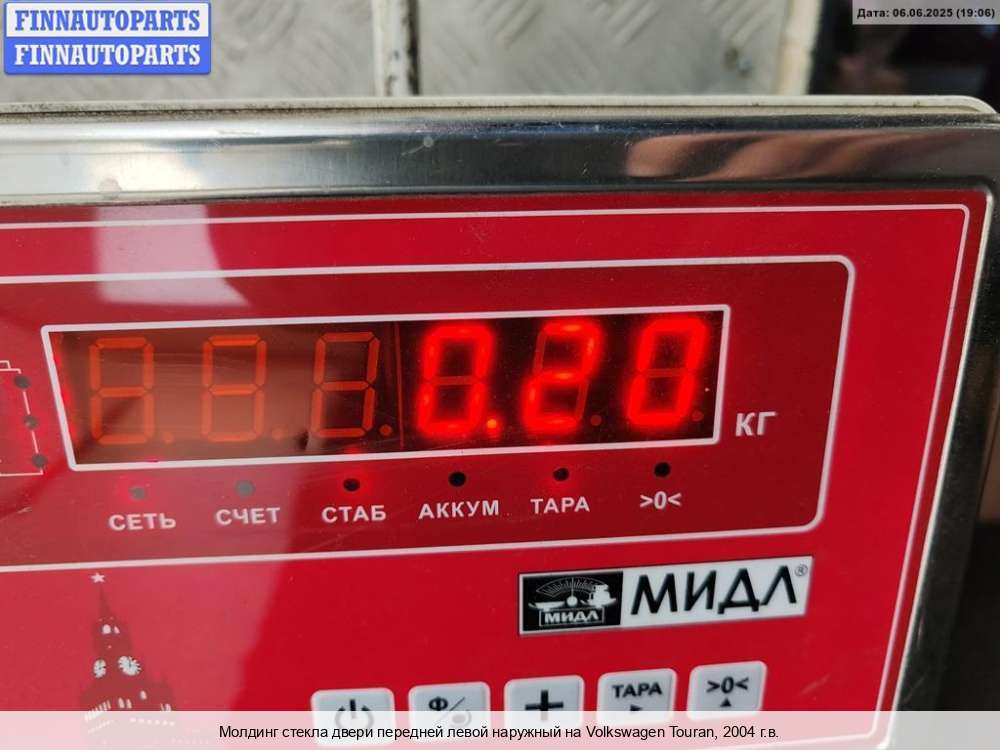 FINNAUTOPARTS
FINNAUTOPARTS
Дата: 06.06.2025 (19:06)
0.20 КГ
СЕТЬ СЧЕТ СТАБ АККУМ ТАРА >0<
МИДЛ МИДЛ®
Ф/ + ТАРА >0<
Молдинг стекла двери передней левой наружный на Volkswagen Touran, 2004 г.в.